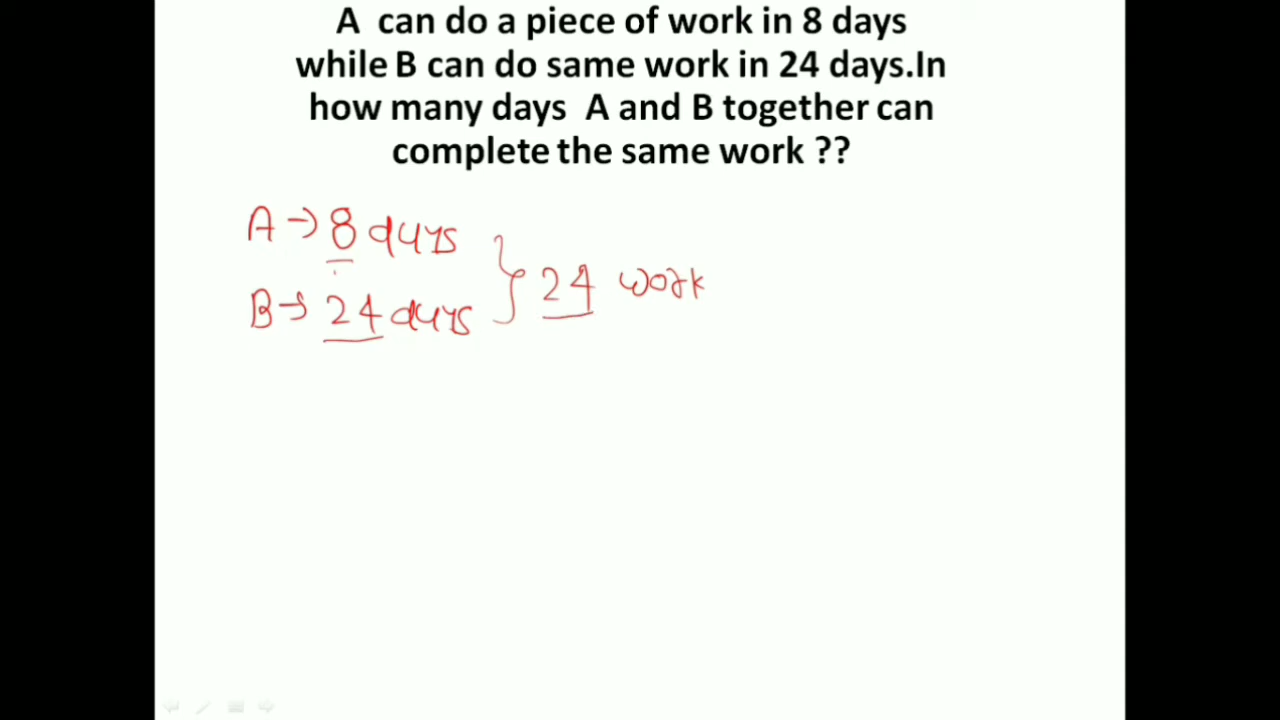 A can do a piece of work in 8 days
while B can do same work in 24 days.In
how many days A and B together can
complete the same work ??
A → 8 days
B → 24 days
} 24 work